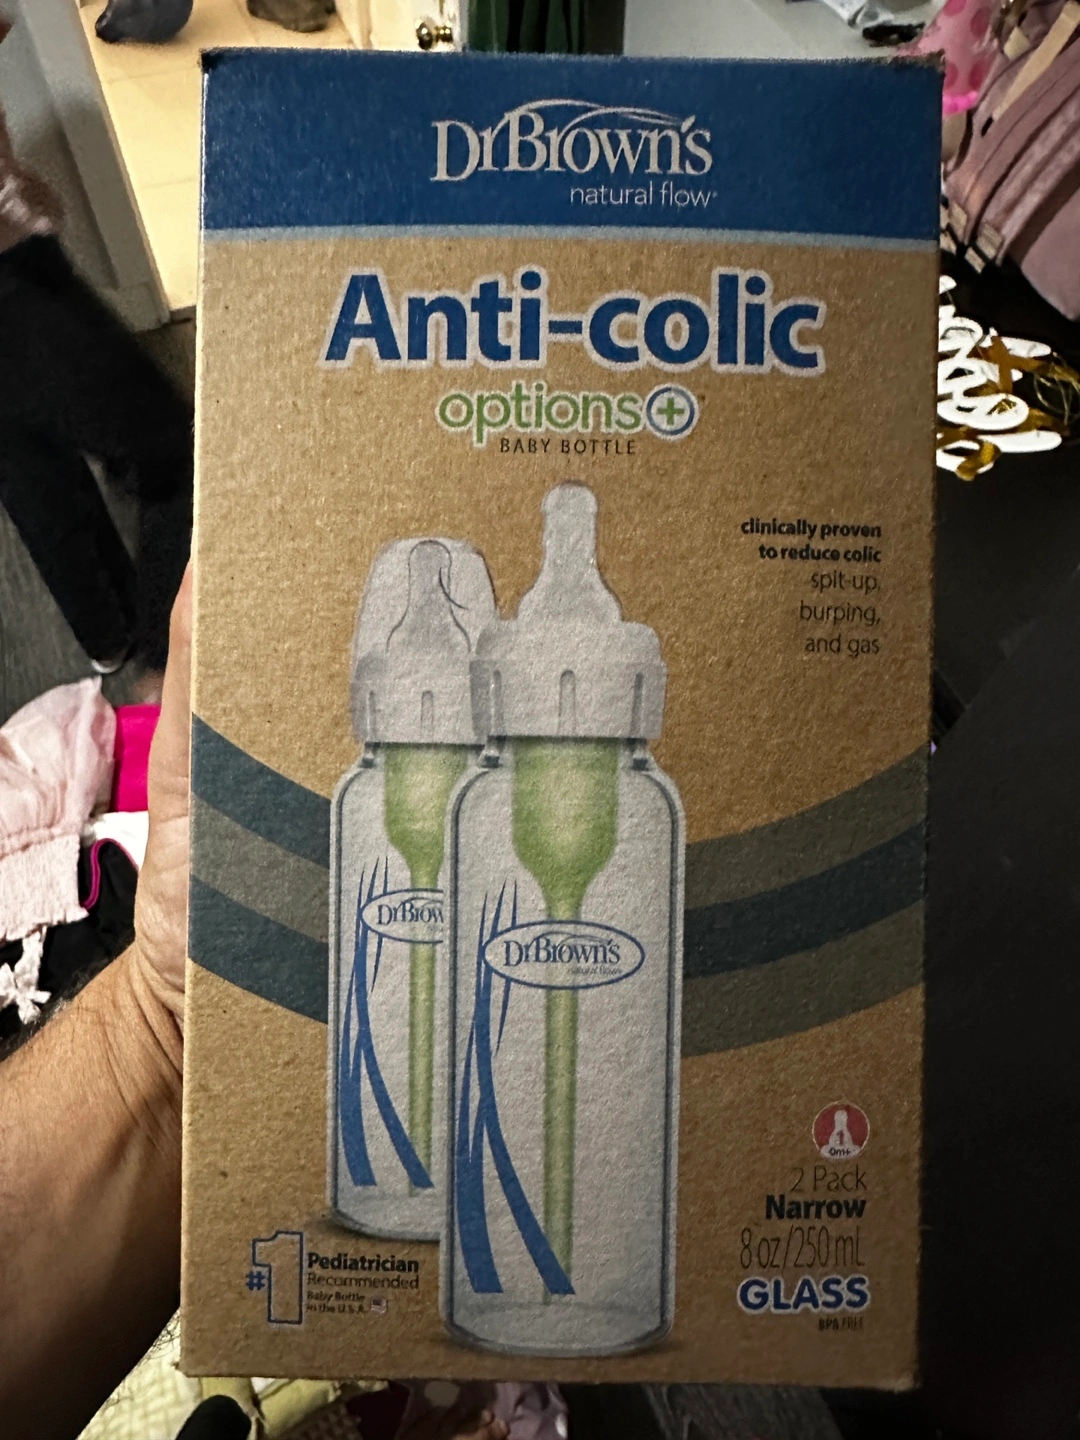 Dr Brown's
natural flow®
Anti-colic
options+
BABY BOTTLE
clinically proven
to reduce colic
spit-up,
burping,
and gas
Dr Brown
Dr Brown's
natural flow
1
0m+
2 Pack
Narrow
8 oz/250 mL
GLASS
BPA FREE
#1
Pediatrician
Recommended
Baby Bottle
in the U.S.A.